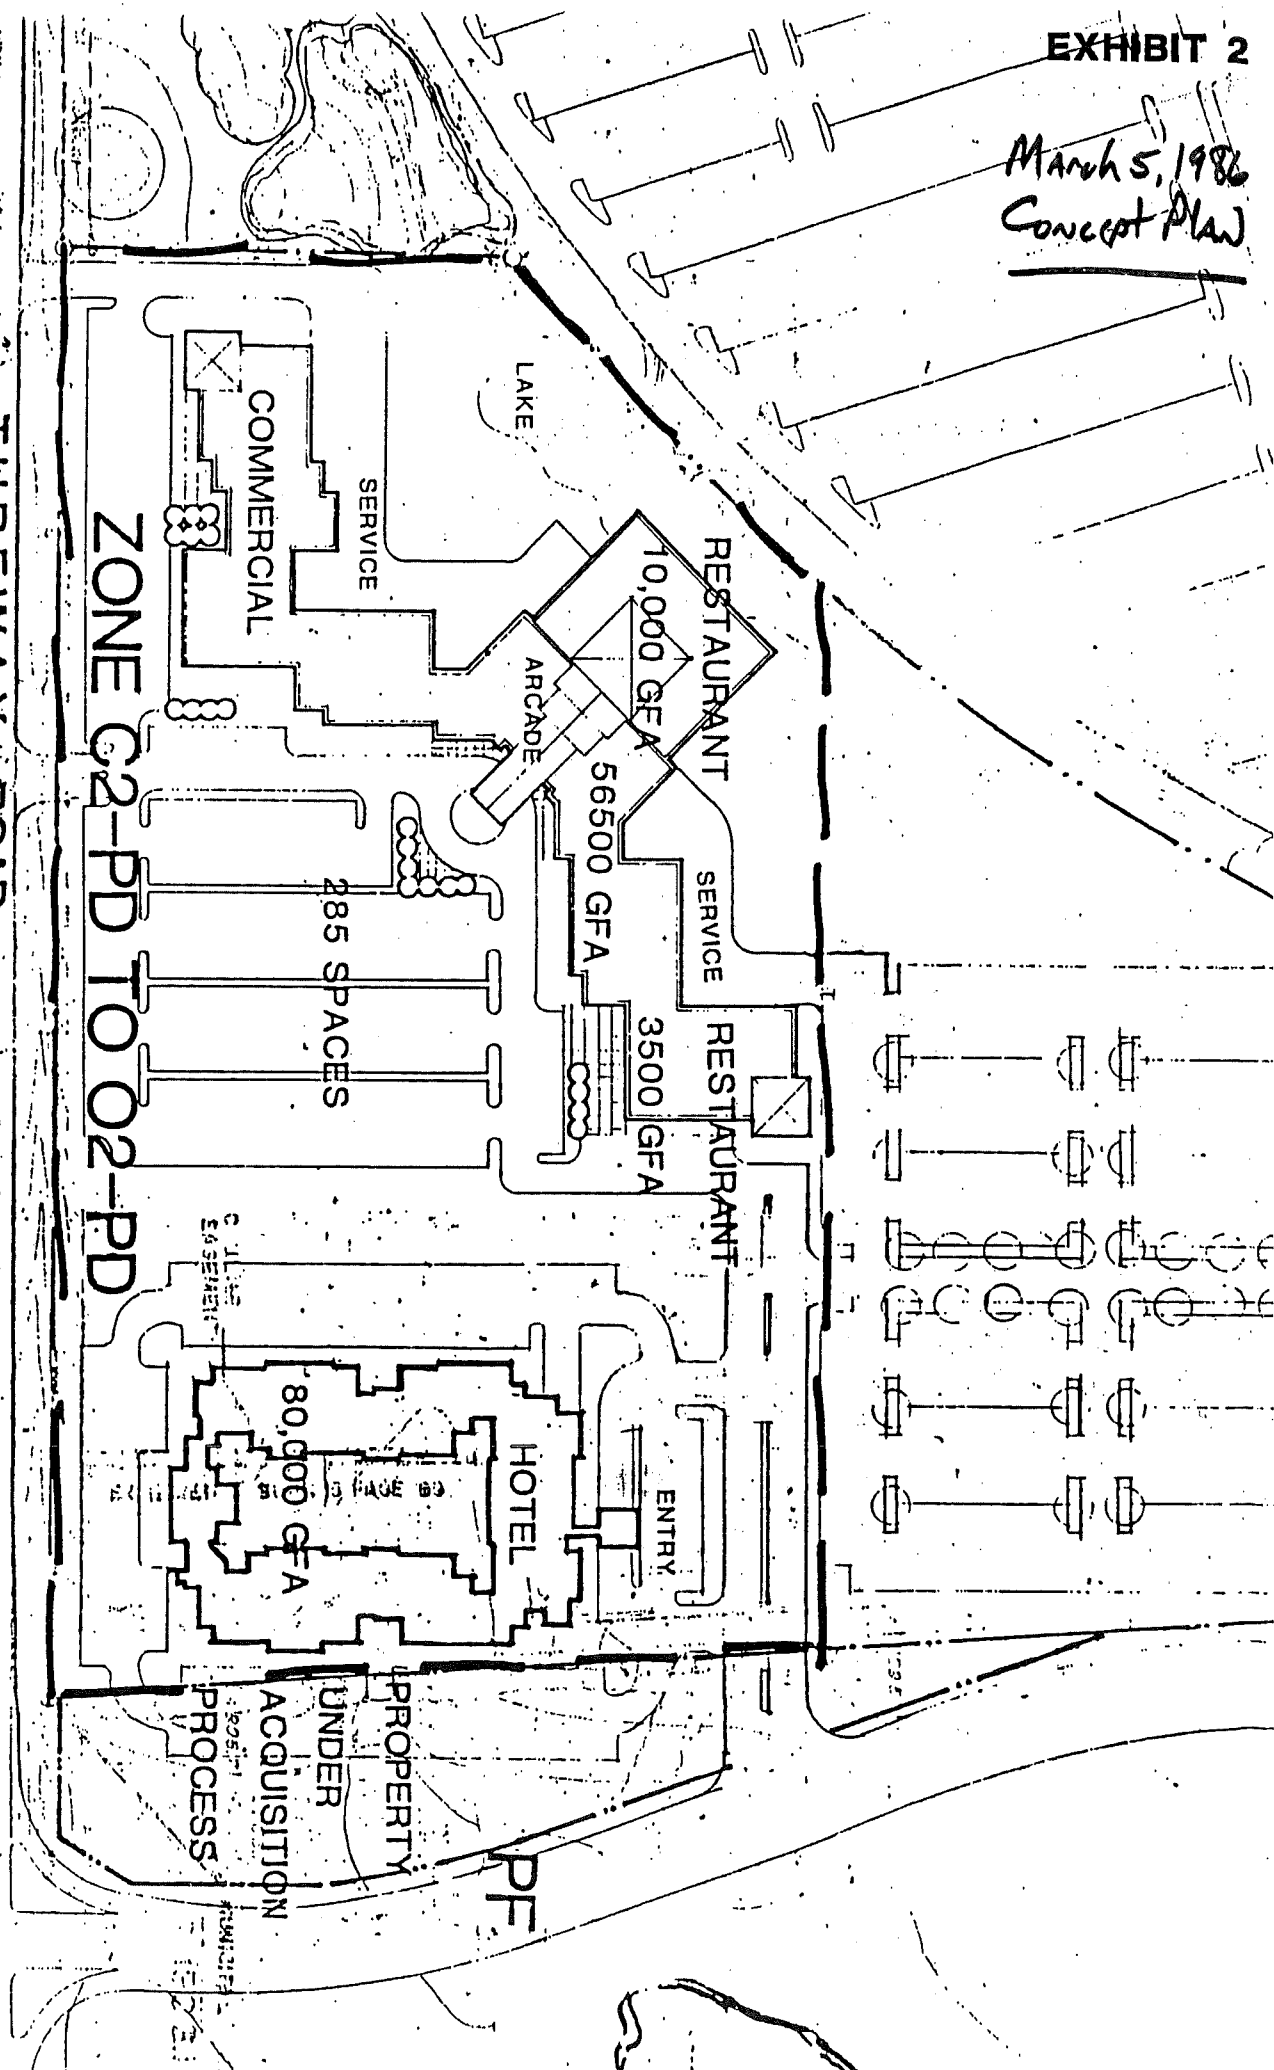 EXHIBIT 2
March 5, 1986
Concept Plan
LAKE
COMMERCIAL
SERVICE
RESTAURANT
10,000 GFA
ARCADE
56500 GFA
SERVICE
RESTAURANT
3500 GFA
285 SPACES
ZONE C2-PD TO O2-PD
HOTEL
80,000 GFA
ENTRY
PROPERTY
UNDER
ACQUISITION
PROCESS
PF